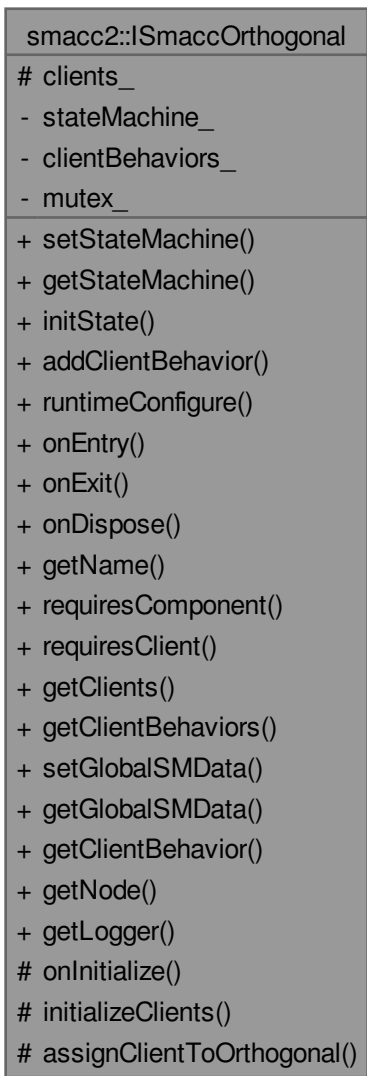 smacc2::ISmaccOrthogonal
# clients_
- stateMachine_
- clientBehaviors_
- mutex_
+ setStateMachine()
+ getStateMachine()
+ initState()
+ addClientBehavior()
+ runtimeConfigure()
+ onEntry()
+ onExit()
+ onDispose()
+ getName()
+ requiresComponent()
+ requiresClient()
+ getClients()
+ getClientBehaviors()
+ setGlobalSMData()
+ getGlobalSMData()
+ getClientBehavior()
+ getNode()
+ getLogger()
# onInitialize()
# initializeClients()
# assignClientToOrthogonal()